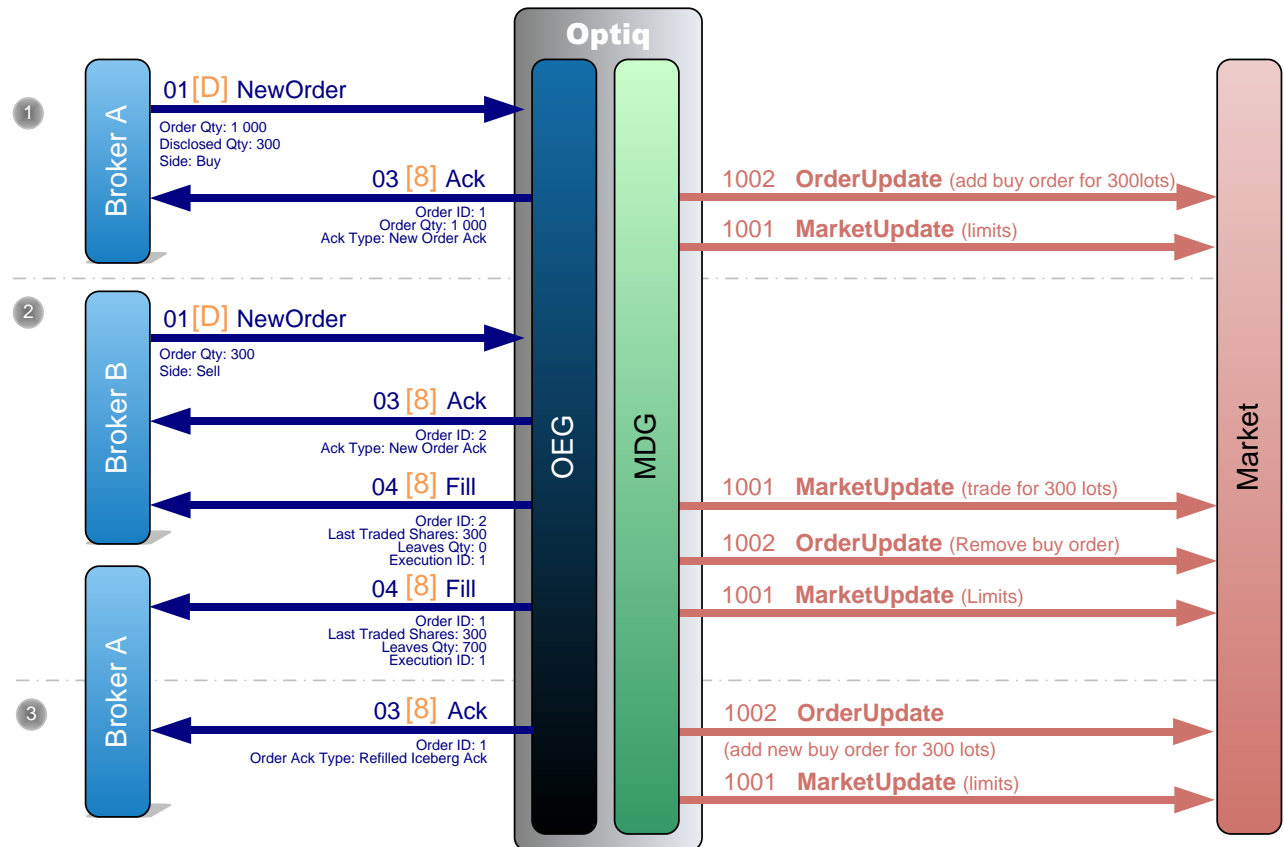 Optiq
1
Broker A
01 [D] NewOrder
Order Qty: 1 000
Disclosed Qty: 300
Side: Buy
03 [8] Ack
Order ID: 1
Order Qty: 1 000
Ack Type: New Order Ack
1002 OrderUpdate (add buy order for 300lots)
1001 MarketUpdate (limits)
OEG
MDG
Market
2
Broker B
01 [D] NewOrder
Order Qty: 300
Side: Sell
03 [8] Ack
Order ID: 2
Ack Type: New Order Ack
04 [8] Fill
Order ID: 2
Last Traded Shares: 300
Leaves Qty: 0
Execution ID: 1
1001 MarketUpdate (trade for 300 lots)
1002 OrderUpdate (Remove buy order)
1001 MarketUpdate (Limits)
Broker A
04 [8] Fill
Order ID: 1
Last Traded Shares: 300
Leaves Qty: 700
Execution ID: 1
3
03 [8] Ack
Order ID: 1
Order Ack Type: Refilled Iceberg Ack
1002 OrderUpdate
(add new buy order for 300 lots)
1001 MarketUpdate (limits)